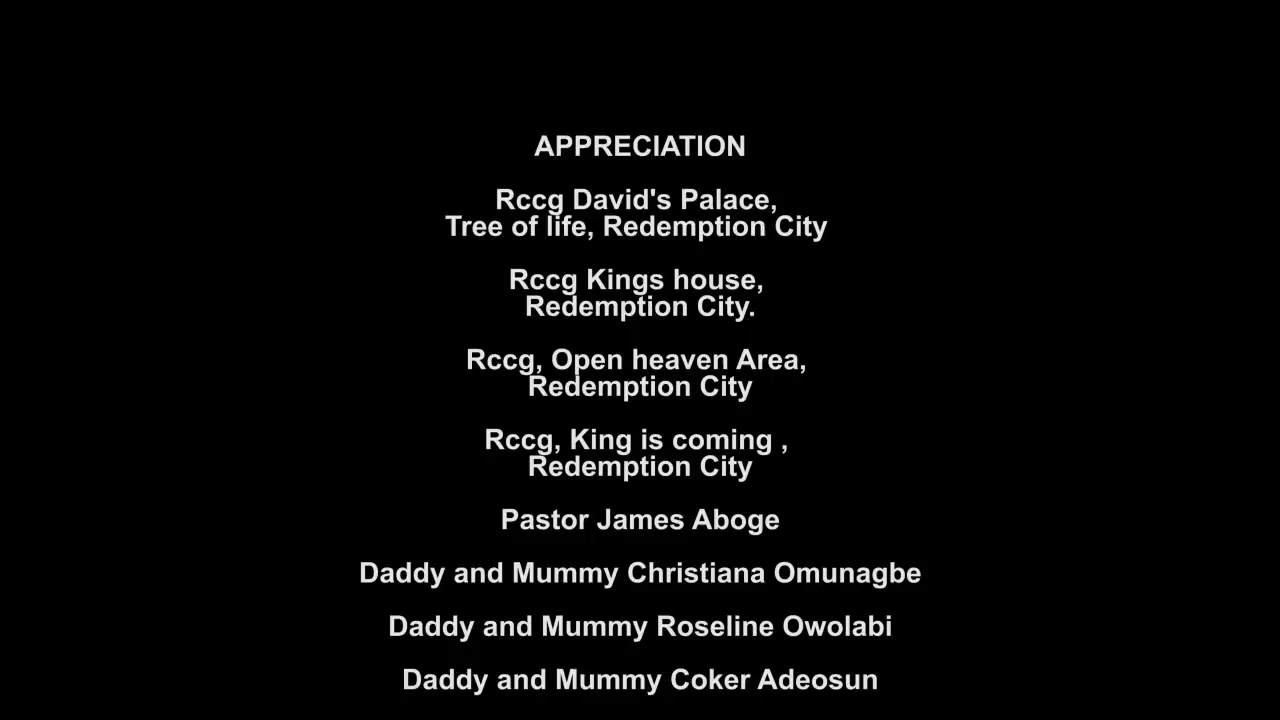 APPRECIATION
Rccg David's Palace,
Tree of life, Redemption City
Rccg Kings house,
Redemption City.
Rccg, Open heaven Area,
Redemption City
Rccg, King is coming ,
Redemption City
Pastor James Aboge
Daddy and Mummy Christiana Omunagbe
Daddy and Mummy Roseline Owolabi
Daddy and Mummy Coker Adeosun